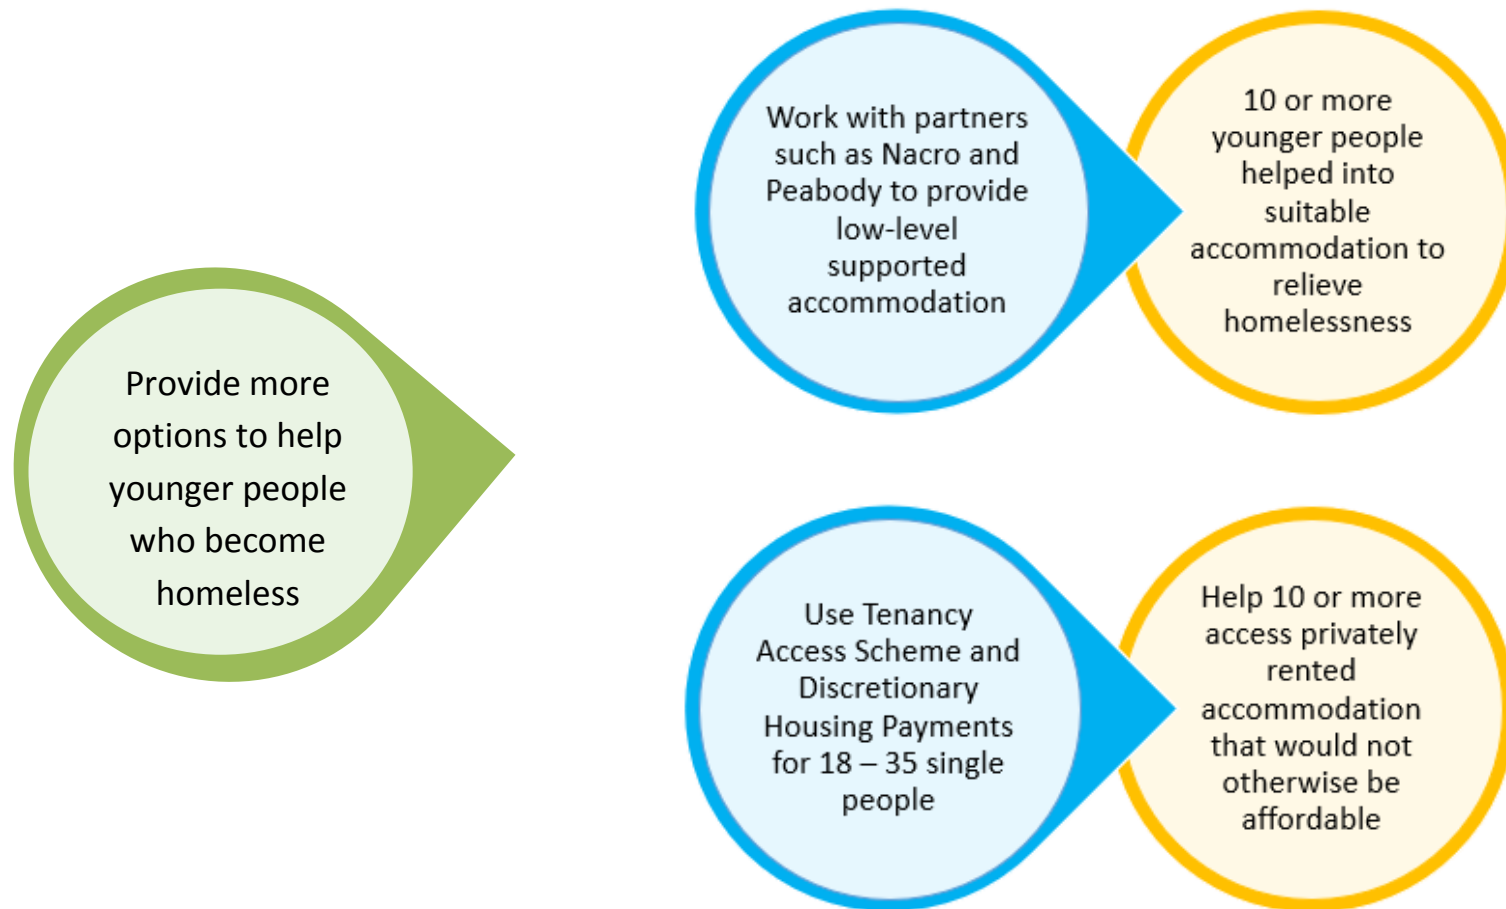 Provide more
options to help
younger people
who become
homeless
Work with partners
such as Nacro and
Peabody to provide
low-level
supported
accommodation
10 or more
younger people
helped into
suitable
accommodation to
relieve
homelessness
Use Tenancy
Access Scheme and
Discretionary
Housing Payments
for 18 – 35 single
people
Help 10 or more
access privately
rented
accommodation
that would not
otherwise be
affordable